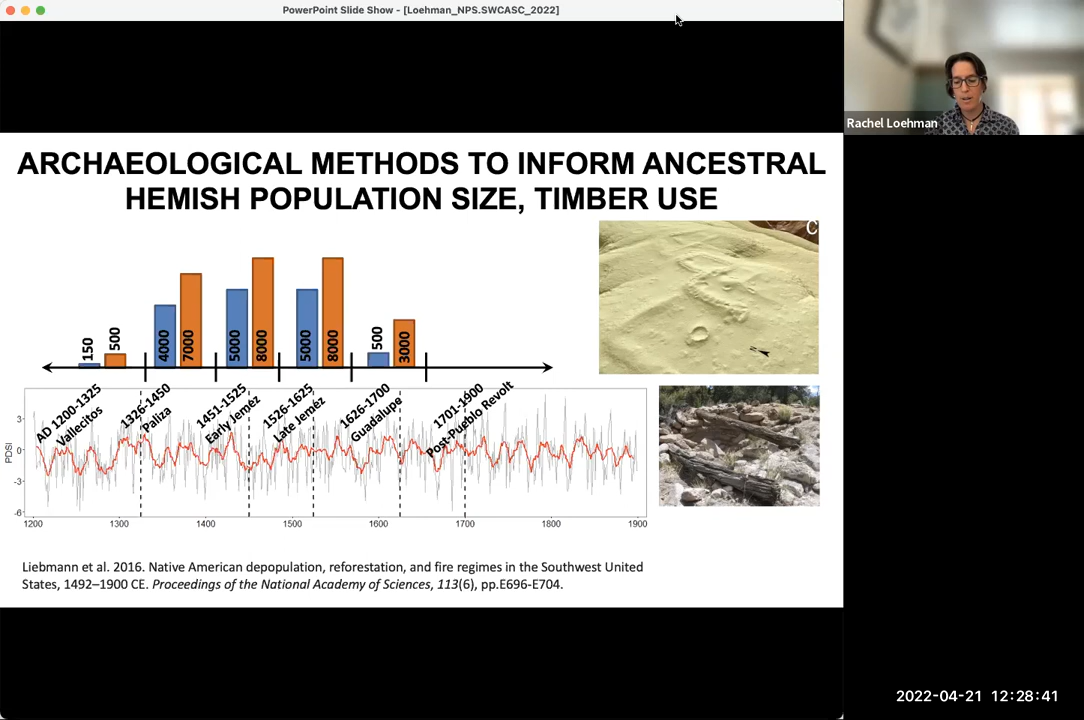 PowerPoint Slide Show - [Loehman_NPS.SWCASC_2022]
Rachel Loehman
ARCHAEOLOGICAL METHODS TO INFORM ANCESTRAL
HEMISH POPULATION SIZE, TIMBER USE
C
150
500
4000
7000
5000
8000
5000
8000
500
3000
AD 1200-1325
Vallecitos
1326-1450
Paliza
1451-1525
Early Jemez
1526-1625
Late Jemez
1626-1700
Guadalupe
1701-1900
Post-Pueblo Revolt
PDSI
3
0
-3
-6
1200 1300 1400 1500 1600 1700 1800 1900
Liebmann et al. 2016. Native American depopulation, reforestation, and fire regimes in the Southwest United
States, 1492–1900 CE. Proceedings of the National Academy of Sciences, 113(6), pp.E696-E704.
2022-04-21 12:28:41